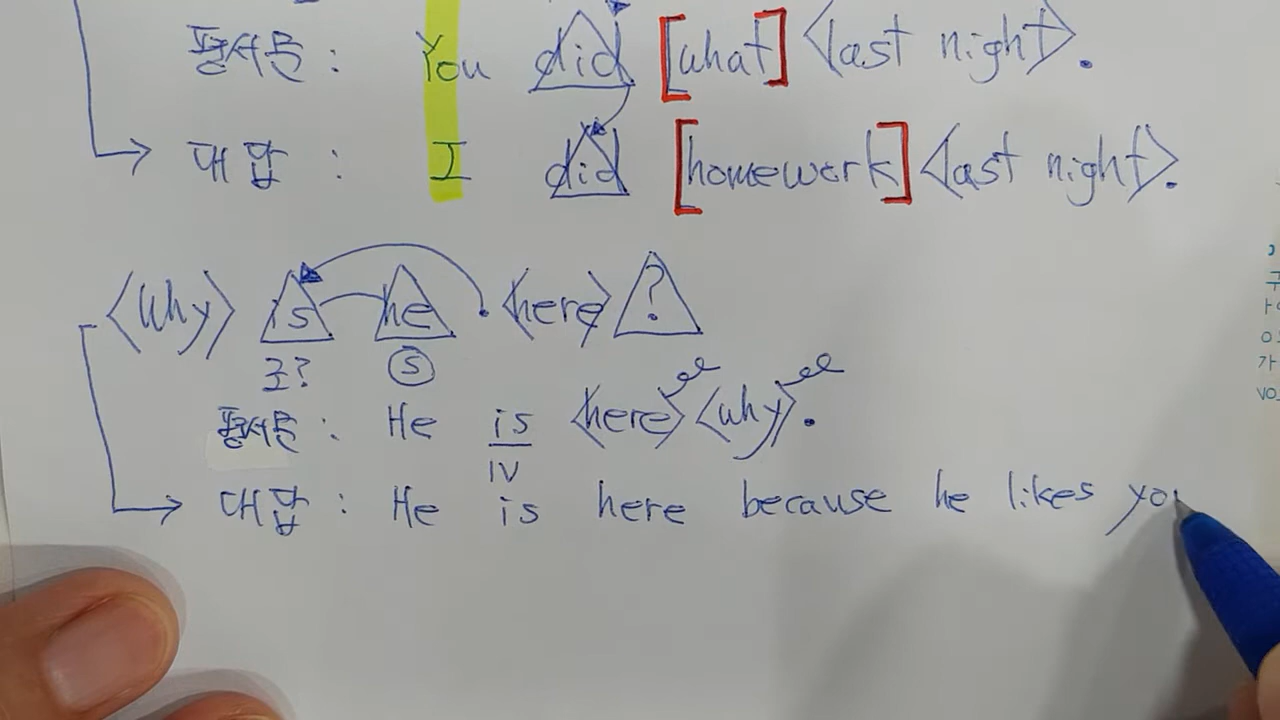 평서문 : You did [what] <last night>.
대답 : I did [homework] <last night>.
<Why> is he <here> ?
조? S
평서문 : He is <here> <why>.
IV
대답 : He is here because he likes you